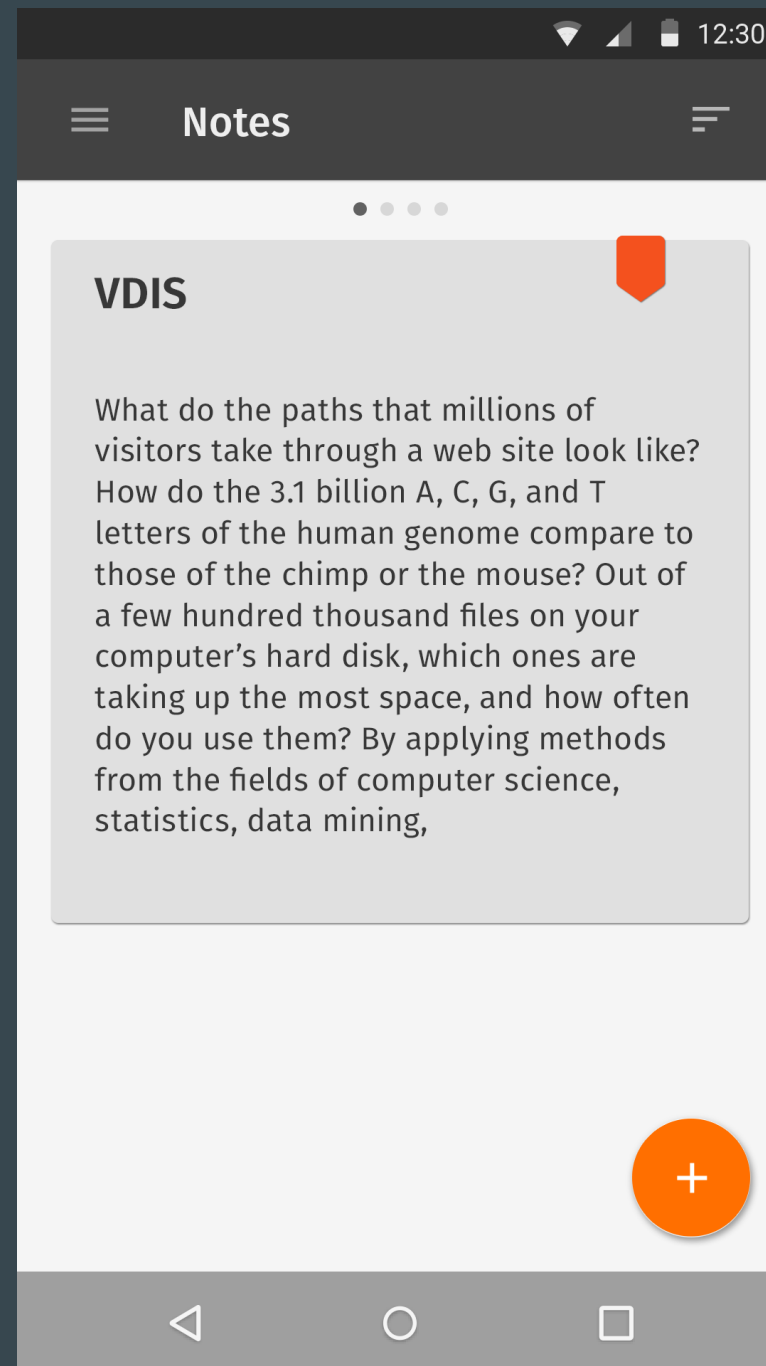 12:30
Notes
VDIS
What do the paths that millions of
visitors take through a web site look like?
How do the 3.1 billion A, C, G, and T
letters of the human genome compare to
those of the chimp or the mouse? Out of
a few hundred thousand files on your
computer’s hard disk, which ones are
taking up the most space, and how often
do you use them? By applying methods
from the fields of computer science,
statistics, data mining,